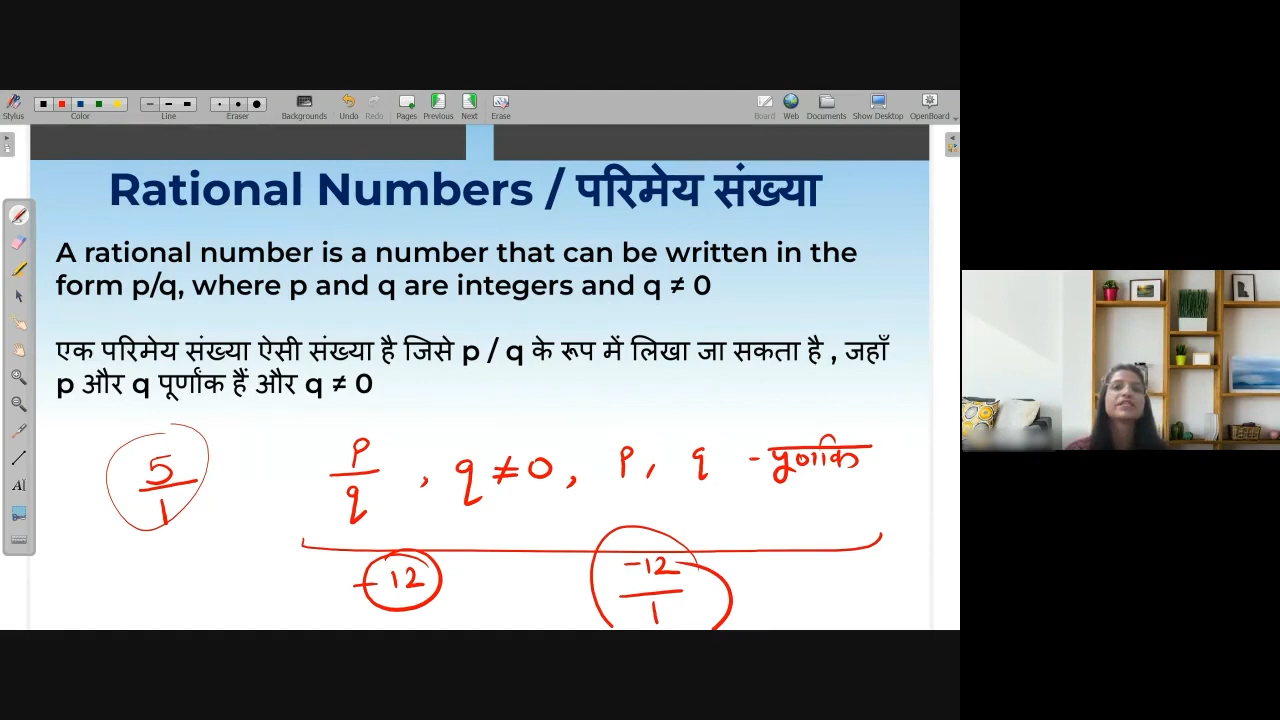 Stylus
Color
Line
Eraser
Backgrounds
Undo
Redo
Pages
Previous
Next
Erase
Board
Web
Documents
Show Desktop
OpenBoard
Rational Numbers / परिमेय संख्या
A rational number is a number that can be written in the
form p/q, where p and q are integers and q ≠ 0
एक परिमेय संख्या ऐसी संख्या है जिसे p / q के रूप में लिखा जा सकता है , जहाँ
p और q पूर्णांक हैं और q ≠ 0
5/1
p/q , q ≠ 0 , p, q - पूर्णांक
-12
-12/1